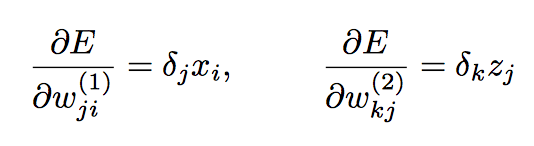 ∂E/∂w_{ji}^{(1)} = δ_j x_i, ∂E/∂w_{kj}^{(2)} = δ_k z_j